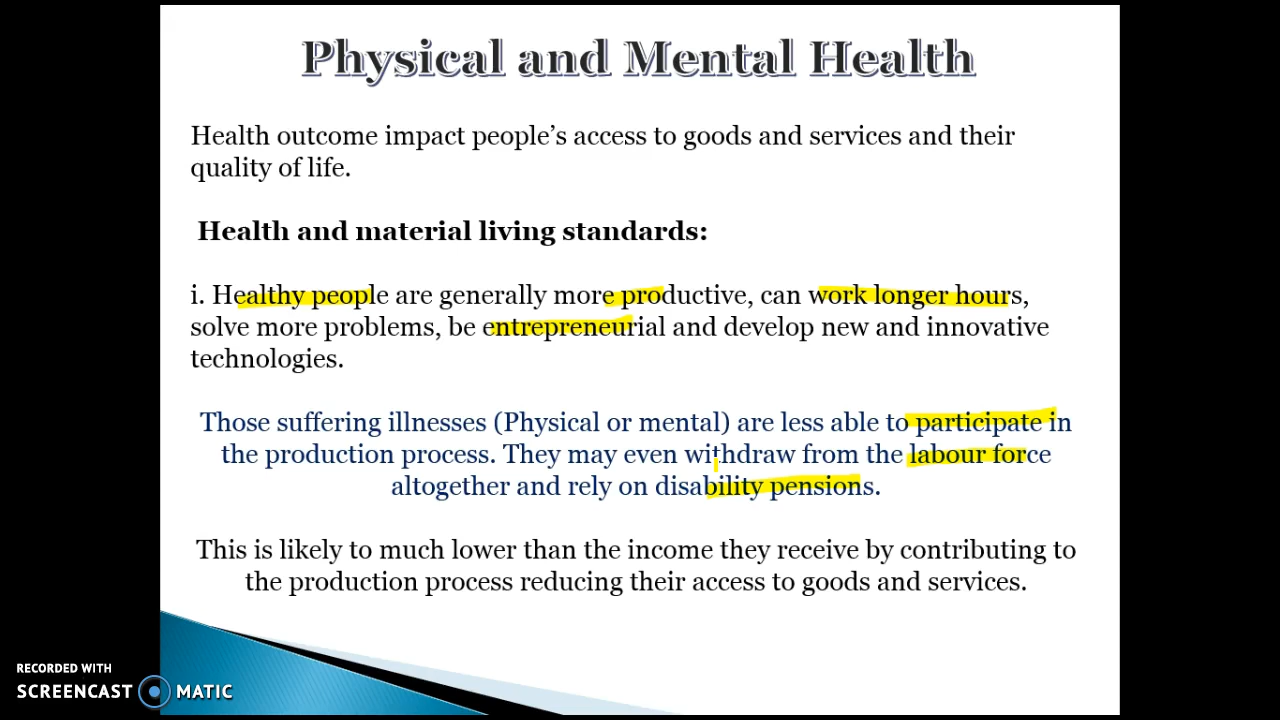 Physical and Mental Health
Health outcome impact people's access to goods and services and their
quality of life.
Health and material living standards:
i. Healthy people are generally more productive, can work longer hours,
solve more problems, be entrepreneurial and develop new and innovative
technologies.
Those suffering illnesses (Physical or mental) are less able to participate in
the production process. They may even withdraw from the labour force
altogether and rely on disability pensions.
This is likely to much lower than the income they receive by contributing to
the production process reducing their access to goods and services.
RECORDED WITH
SCREENCAST MATIC